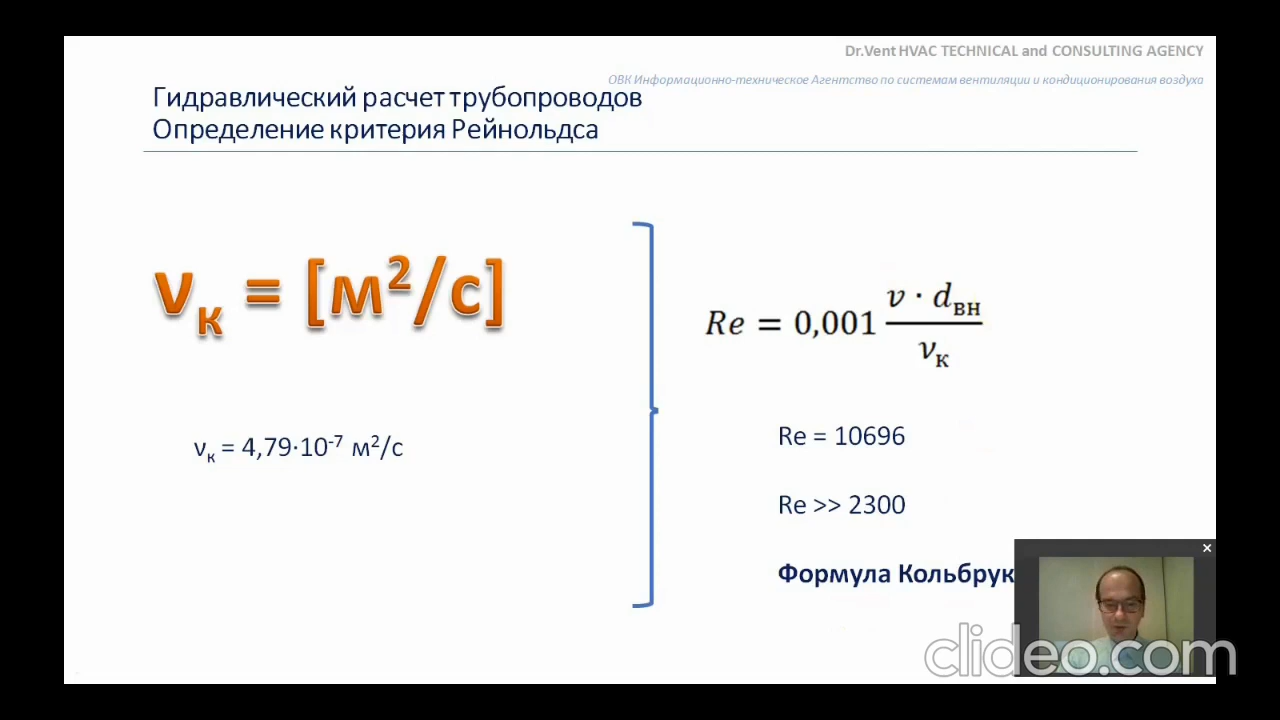 Dr.Vent HVAC TECHNICAL and CONSULTING AGENCY
ОВК Информационно-техническое Агентство по системам вентиляции и кондиционирования воздуха
Гидравлический расчет трубопроводов
Определение критерия Рейнольдса
νк = [м²/с]
Re = 0,001 v · dвн / νк
νк = 4,79·10⁻⁷ м²/с
Re = 10696
Re >> 2300
Формула Кольбрук
clideo.com